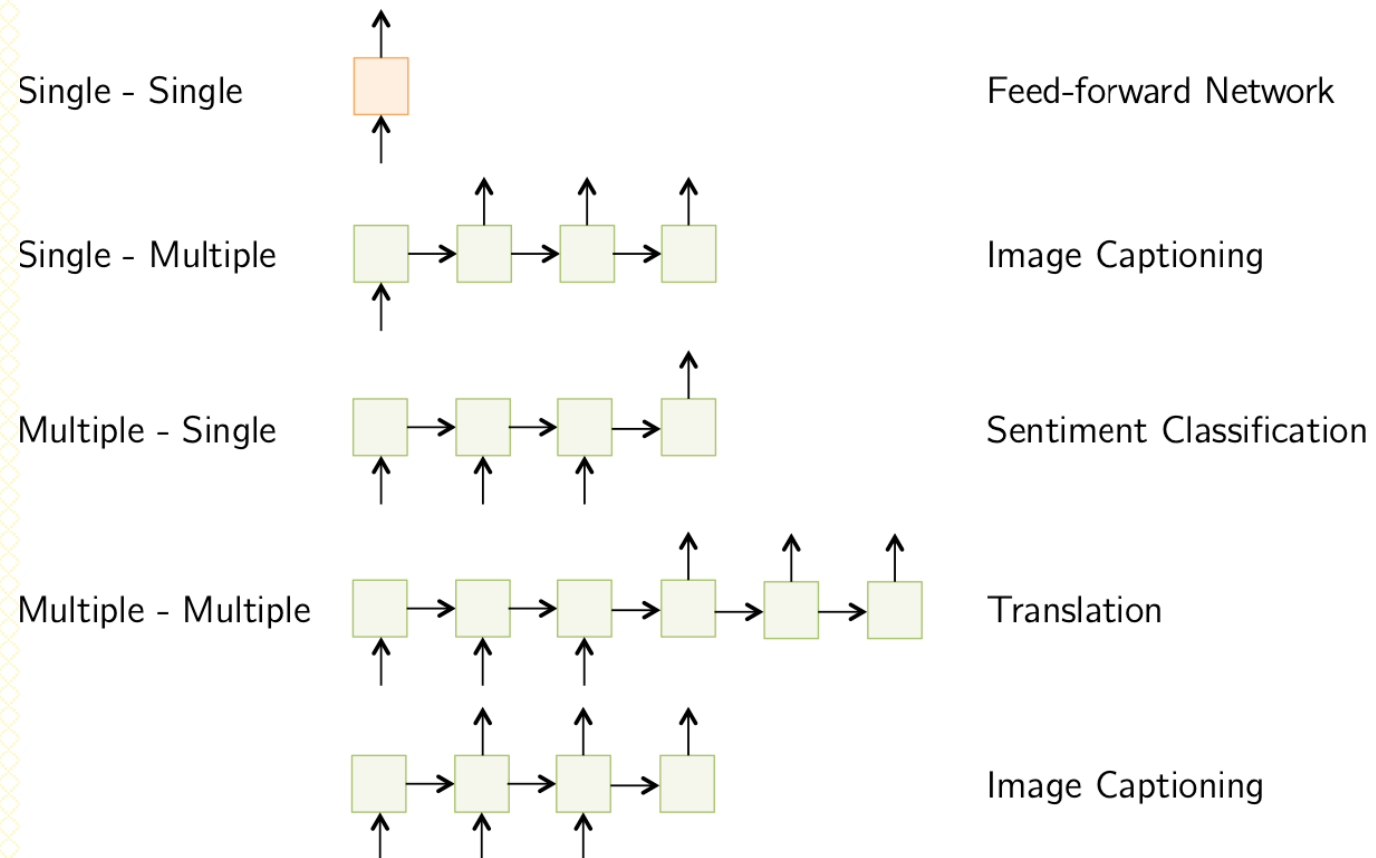 Single - Single
Feed-forward Network
Single - Multiple
Image Captioning
Multiple - Single
Sentiment Classification
Multiple - Multiple
Translation
Image Captioning